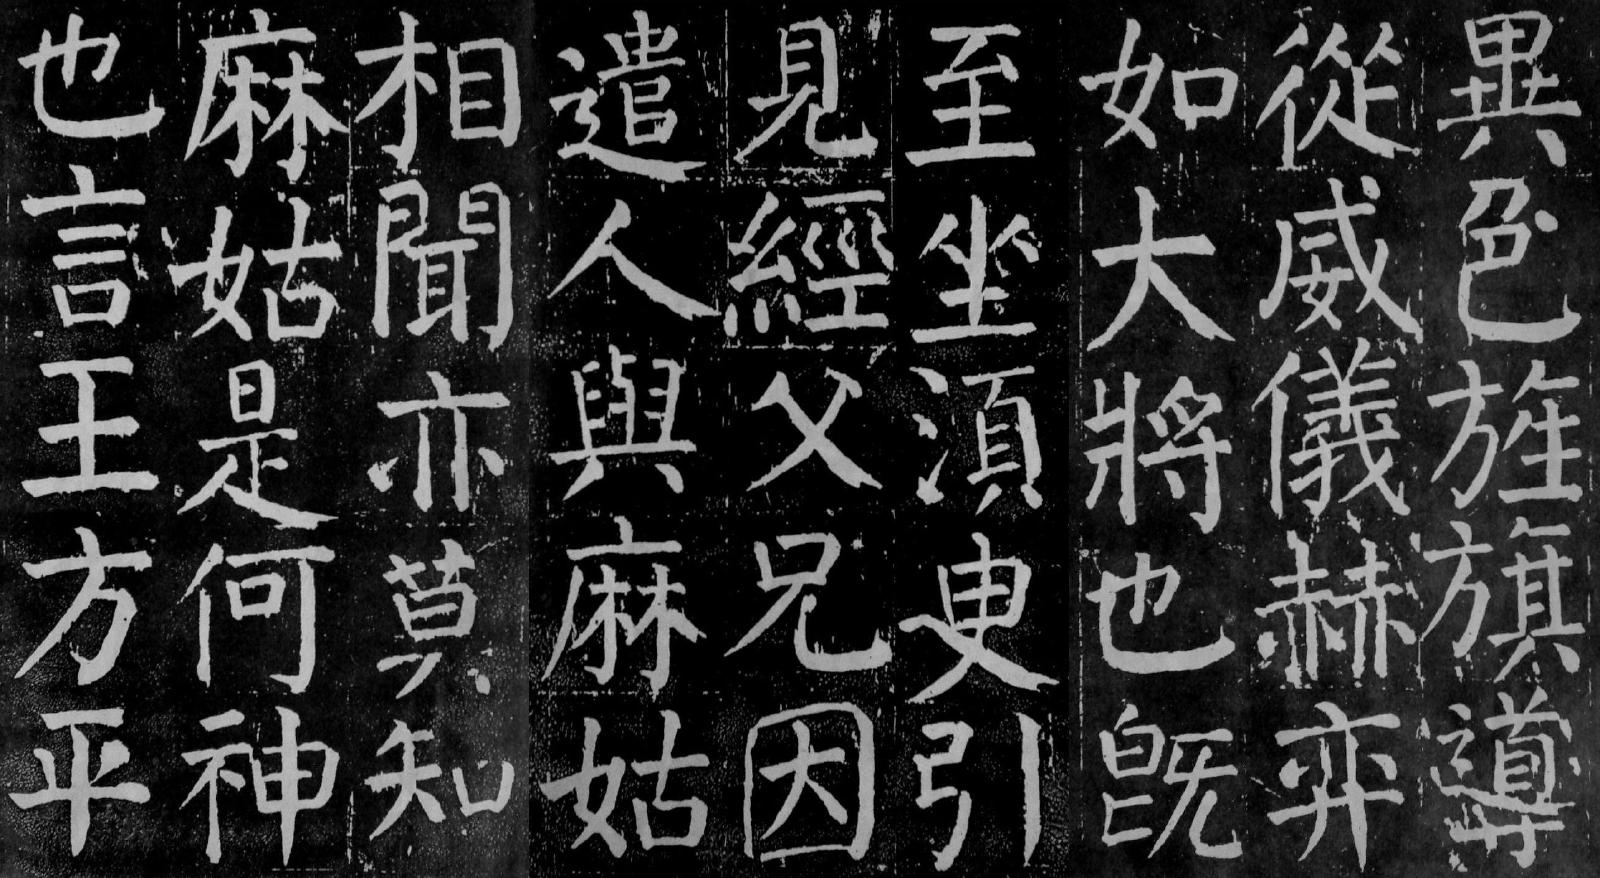 異色旌旗導
從威儀赫弈
如大將也旣
至坐須臾引
見經父兄因
遣人與麻姑
相聞亦莫知
麻姑是何神
也言王方平